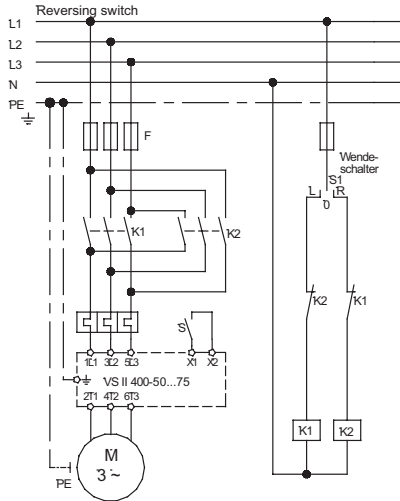 Reversing switch
L1
L2
L3
N
PE
F
Wende-
schalter
S1
L R
0
K1
K2
K2
K1
S
1L1 3L2 5L3 X1 X2
VS II 400-50...75
2T1 4T2 6T3
K1
K2
M
3 ~
PE